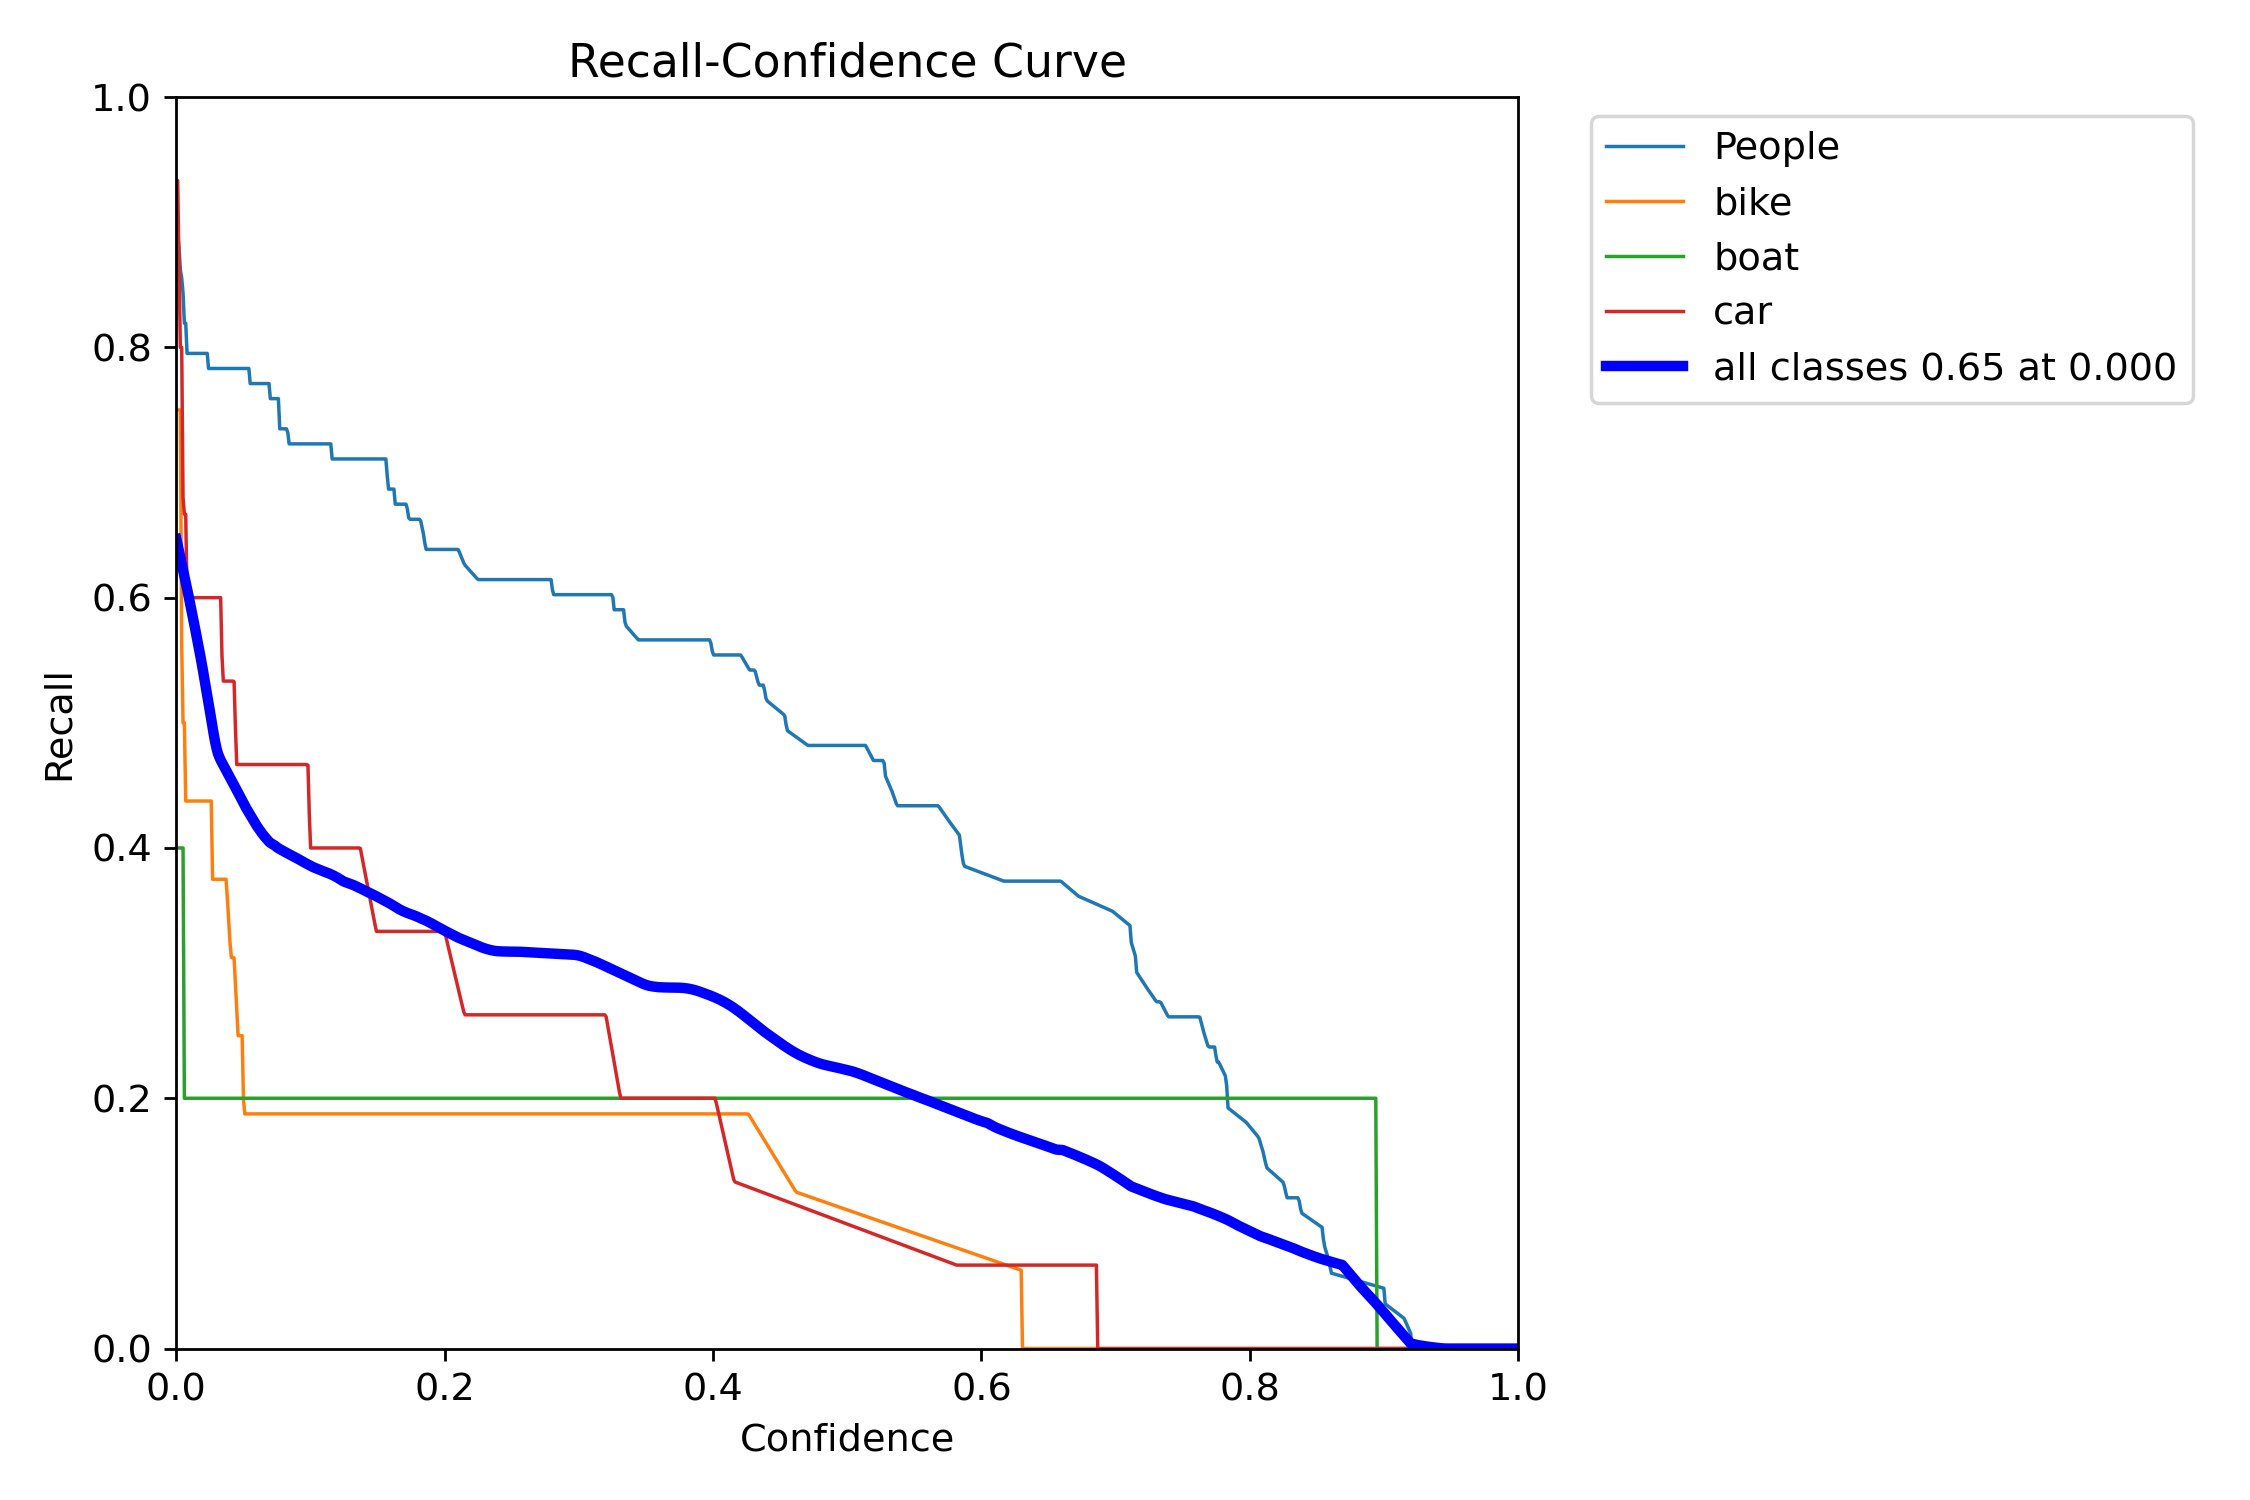 Recall-Confidence Curve
1.0
0.8
0.6
0.4
0.2
0.0
Recall
0.0 0.2 0.4 0.6 0.8 1.0
Confidence
People
bike
boat
car
all classes 0.65 at 0.000